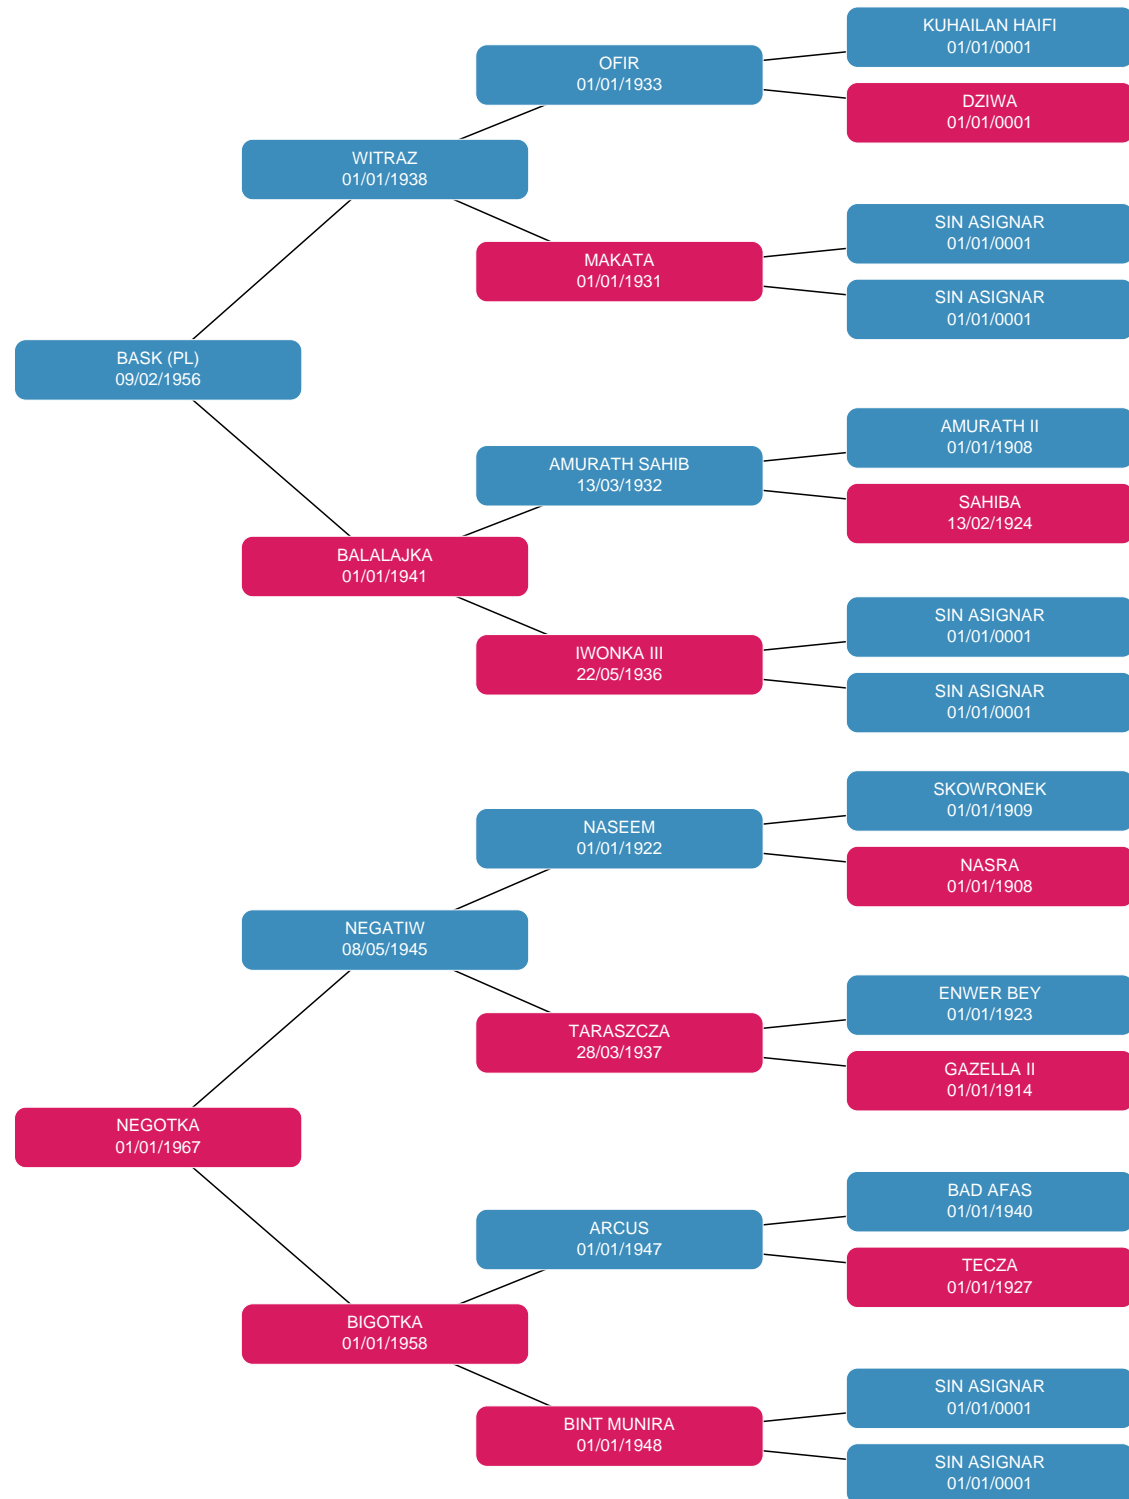 KUHAILAN HAIFI
01/01/0001
OFIR
01/01/1933
DZIWA
01/01/0001
WITRAZ
01/01/1938
SIN ASIGNAR
01/01/0001
MAKATA
01/01/1931
SIN ASIGNAR
01/01/0001
BASK (PL)
09/02/1956
AMURATH II
01/01/1908
AMURATH SAHIB
13/03/1932
SAHIBA
13/02/1924
BALALAJKA
01/01/1941
SIN ASIGNAR
01/01/0001
IWONKA III
22/05/1936
SIN ASIGNAR
01/01/0001
SKOWRONEK
01/01/1909
NASEEM
01/01/1922
NASRA
01/01/1908
NEGATIW
08/05/1945
ENWER BEY
01/01/1923
TARASZCZA
28/03/1937
GAZELLA II
01/01/1914
NEGOTKA
01/01/1967
BAD AFAS
01/01/1940
ARCUS
01/01/1947
TECZA
01/01/1927
BIGOTKA
01/01/1958
SIN ASIGNAR
01/01/0001
BINT MUNIRA
01/01/1948
SIN ASIGNAR
01/01/0001